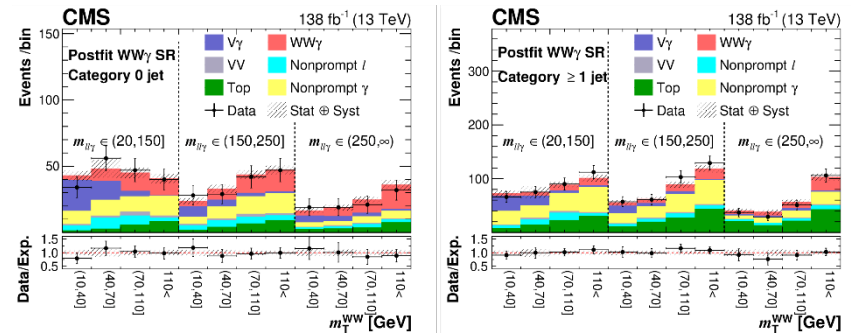 CMS 138 fb⁻¹ (13 TeV)
Events /bin
150
100
50
Postfit WWγ SR
Category 0 jet
Vγ WWγ
VV Nonprompt l
Top Nonprompt γ
Data Stat ⊕ Syst
m_llγ ∈ (20,150] m_llγ ∈ (150,250] m_llγ ∈ (250,∞)
Data/Exp.
1.5
1.0
0.5
(10,40] (40,70] (70,110] 110< (10,40] (40,70] (70,110] 110< (10,40] (40,70] (70,110] 110<
m_T^WW [GeV]
CMS 138 fb⁻¹ (13 TeV)
Events /bin
300
200
100
Postfit WWγ SR
Category ≥ 1 jet
Vγ WWγ
VV Nonprompt l
Top Nonprompt γ
Data Stat ⊕ Syst
m_llγ ∈ (20,150] m_llγ ∈ (150,250] m_llγ ∈ (250,∞)
Data/Exp.
1.5
1.0
0.5
(10,40] (40,70] (70,110] 110< (10,40] (40,70] (70,110] 110< (10,40] (40,70] (70,110] 110<
m_T^WW [GeV]